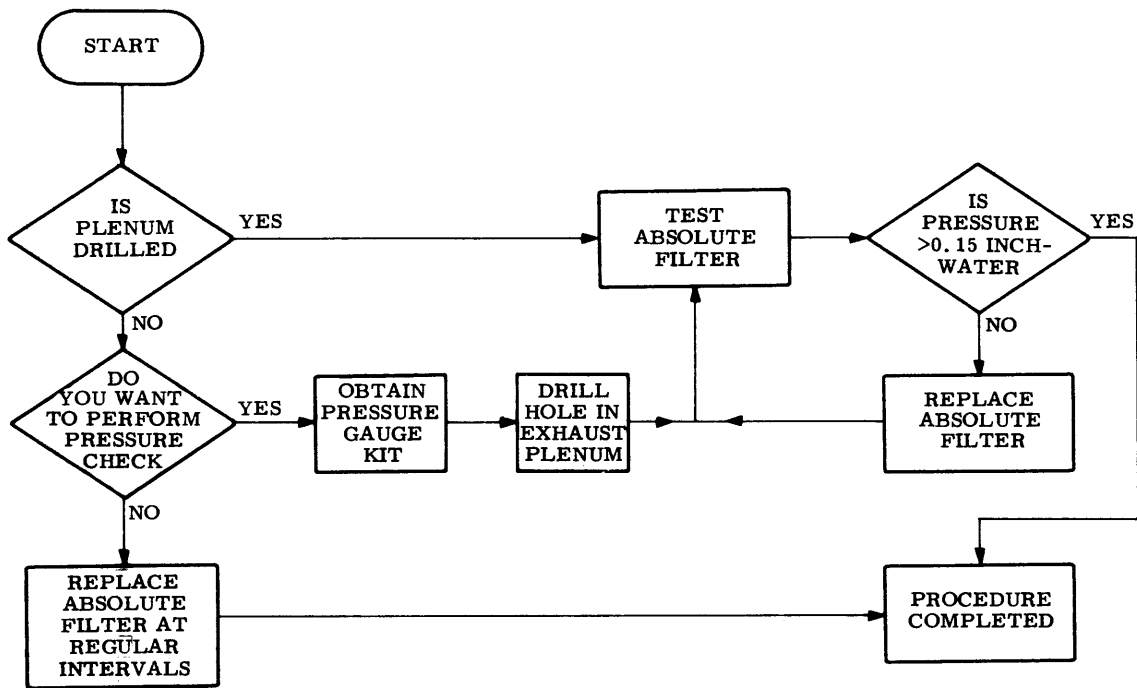 START
IS
PLENUM
DRILLED
YES
NO
TEST
ABSOLUTE
FILTER
IS
PRESSURE
>0.15 INCH-
WATER
YES
NO
DO
YOU WANT
TO PERFORM
PRESSURE
CHECK
YES
NO
OBTAIN
PRESSURE
GAUGE
KIT
DRILL
HOLE IN
EXHAUST
PLENUM
REPLACE
ABSOLUTE
FILTER
REPLACE
ABSOLUTE
FILTER AT
REGULAR
INTERVALS
PROCEDURE
COMPLETED